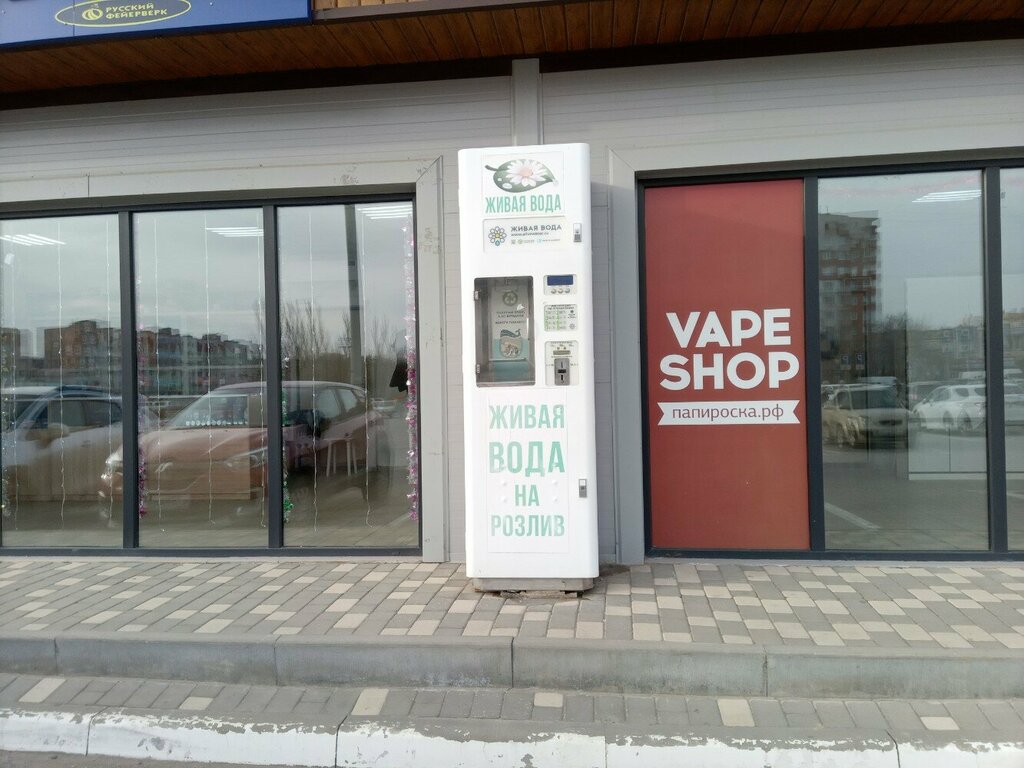 РУССКИЙ
ФЕЙЕРВЕРК
ЖИВАЯ ВОДА
ЖИВАЯ ВОДА
ЖИВАЯ
ВОДА
НА
РОЗЛИВ
VAPE
SHOP
папироска.рф